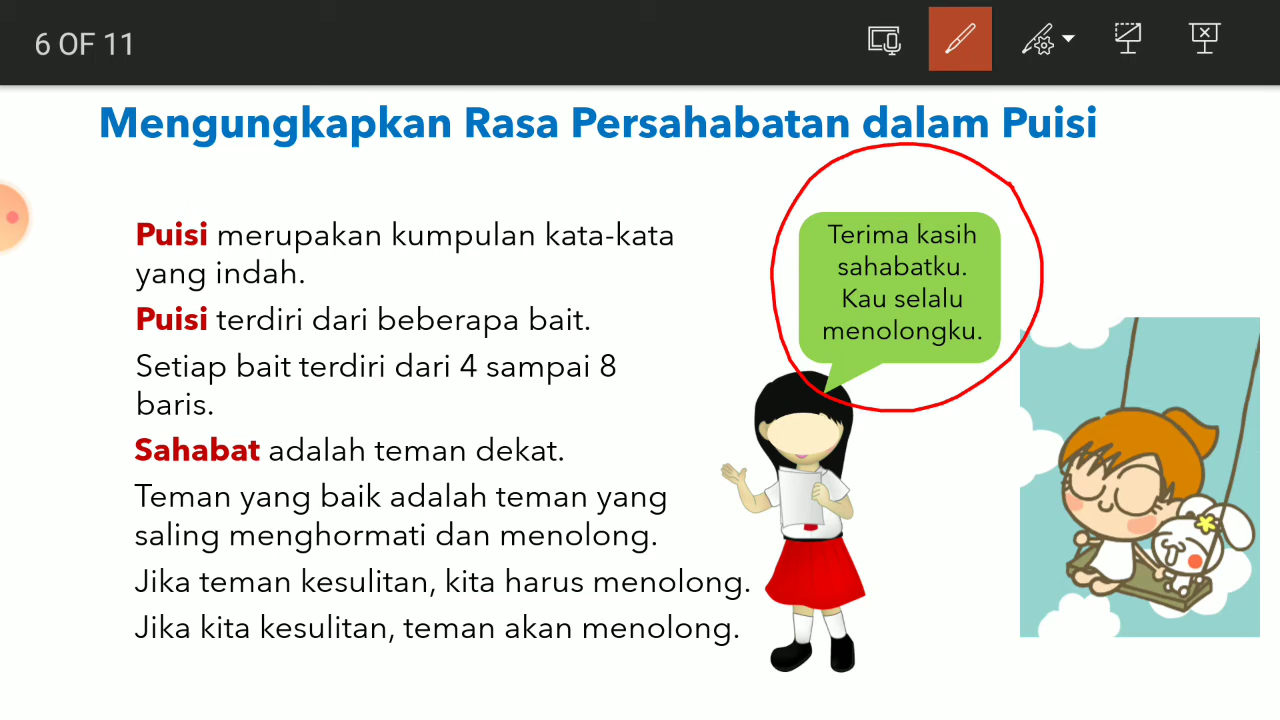 6 OF 11
Mengungkapkan Rasa Persahabatan dalam Puisi
Puisi merupakan kumpulan kata-kata
yang indah.
Puisi terdiri dari beberapa bait.
Setiap bait terdiri dari 4 sampai 8
baris.
Sahabat adalah teman dekat.
Teman yang baik adalah teman yang
saling menghormati dan menolong.
Jika teman kesulitan, kita harus menolong.
Jika kita kesulitan, teman akan menolong.
Terima kasih
sahabatku.
Kau selalu
menolongku.